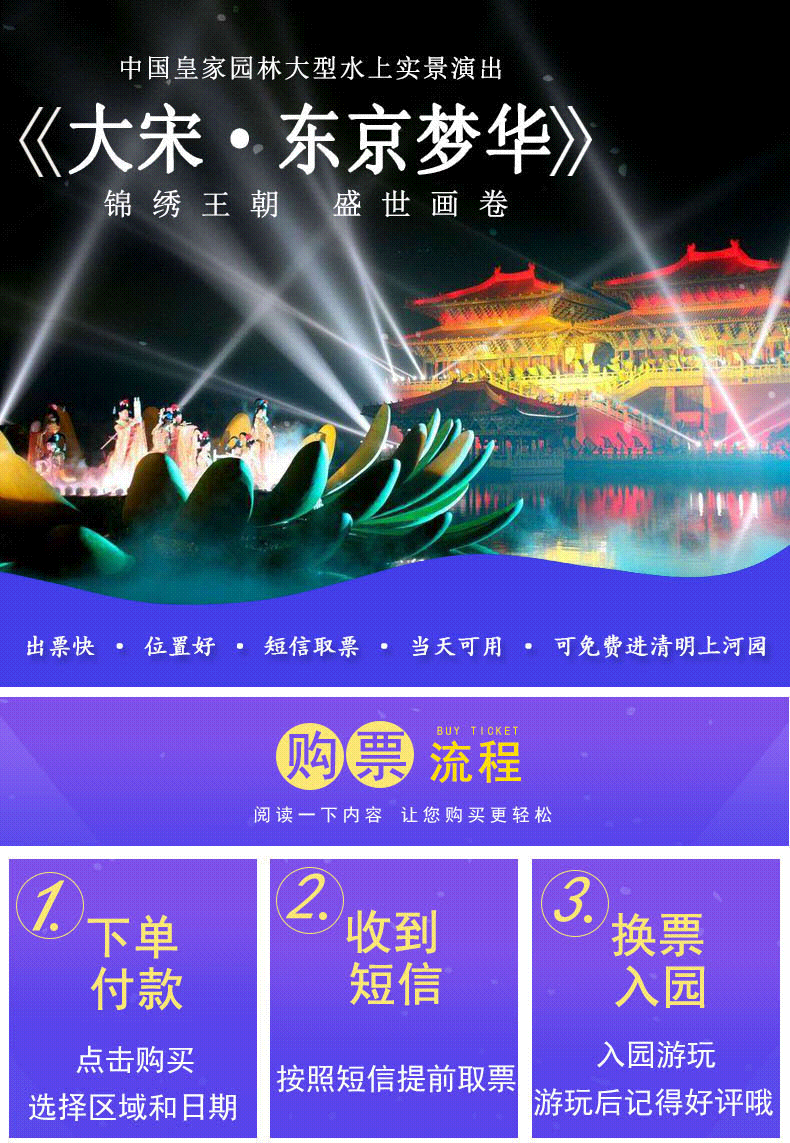 中国皇家园林大型水上实景演出
《大宋·东京梦华》
锦绣王朝 盛世画卷
出票快 · 位置好 · 短信取票 · 当天可用 · 可免费进清明上河园
BUY TICKET
购票流程
阅读一下内容 让您购买更轻松
1.
下单
付款
点击购买
选择区域和日期
2.
收到
短信
按照短信提前取票
3.
换票
入园
入园游玩
游玩后记得好评哦